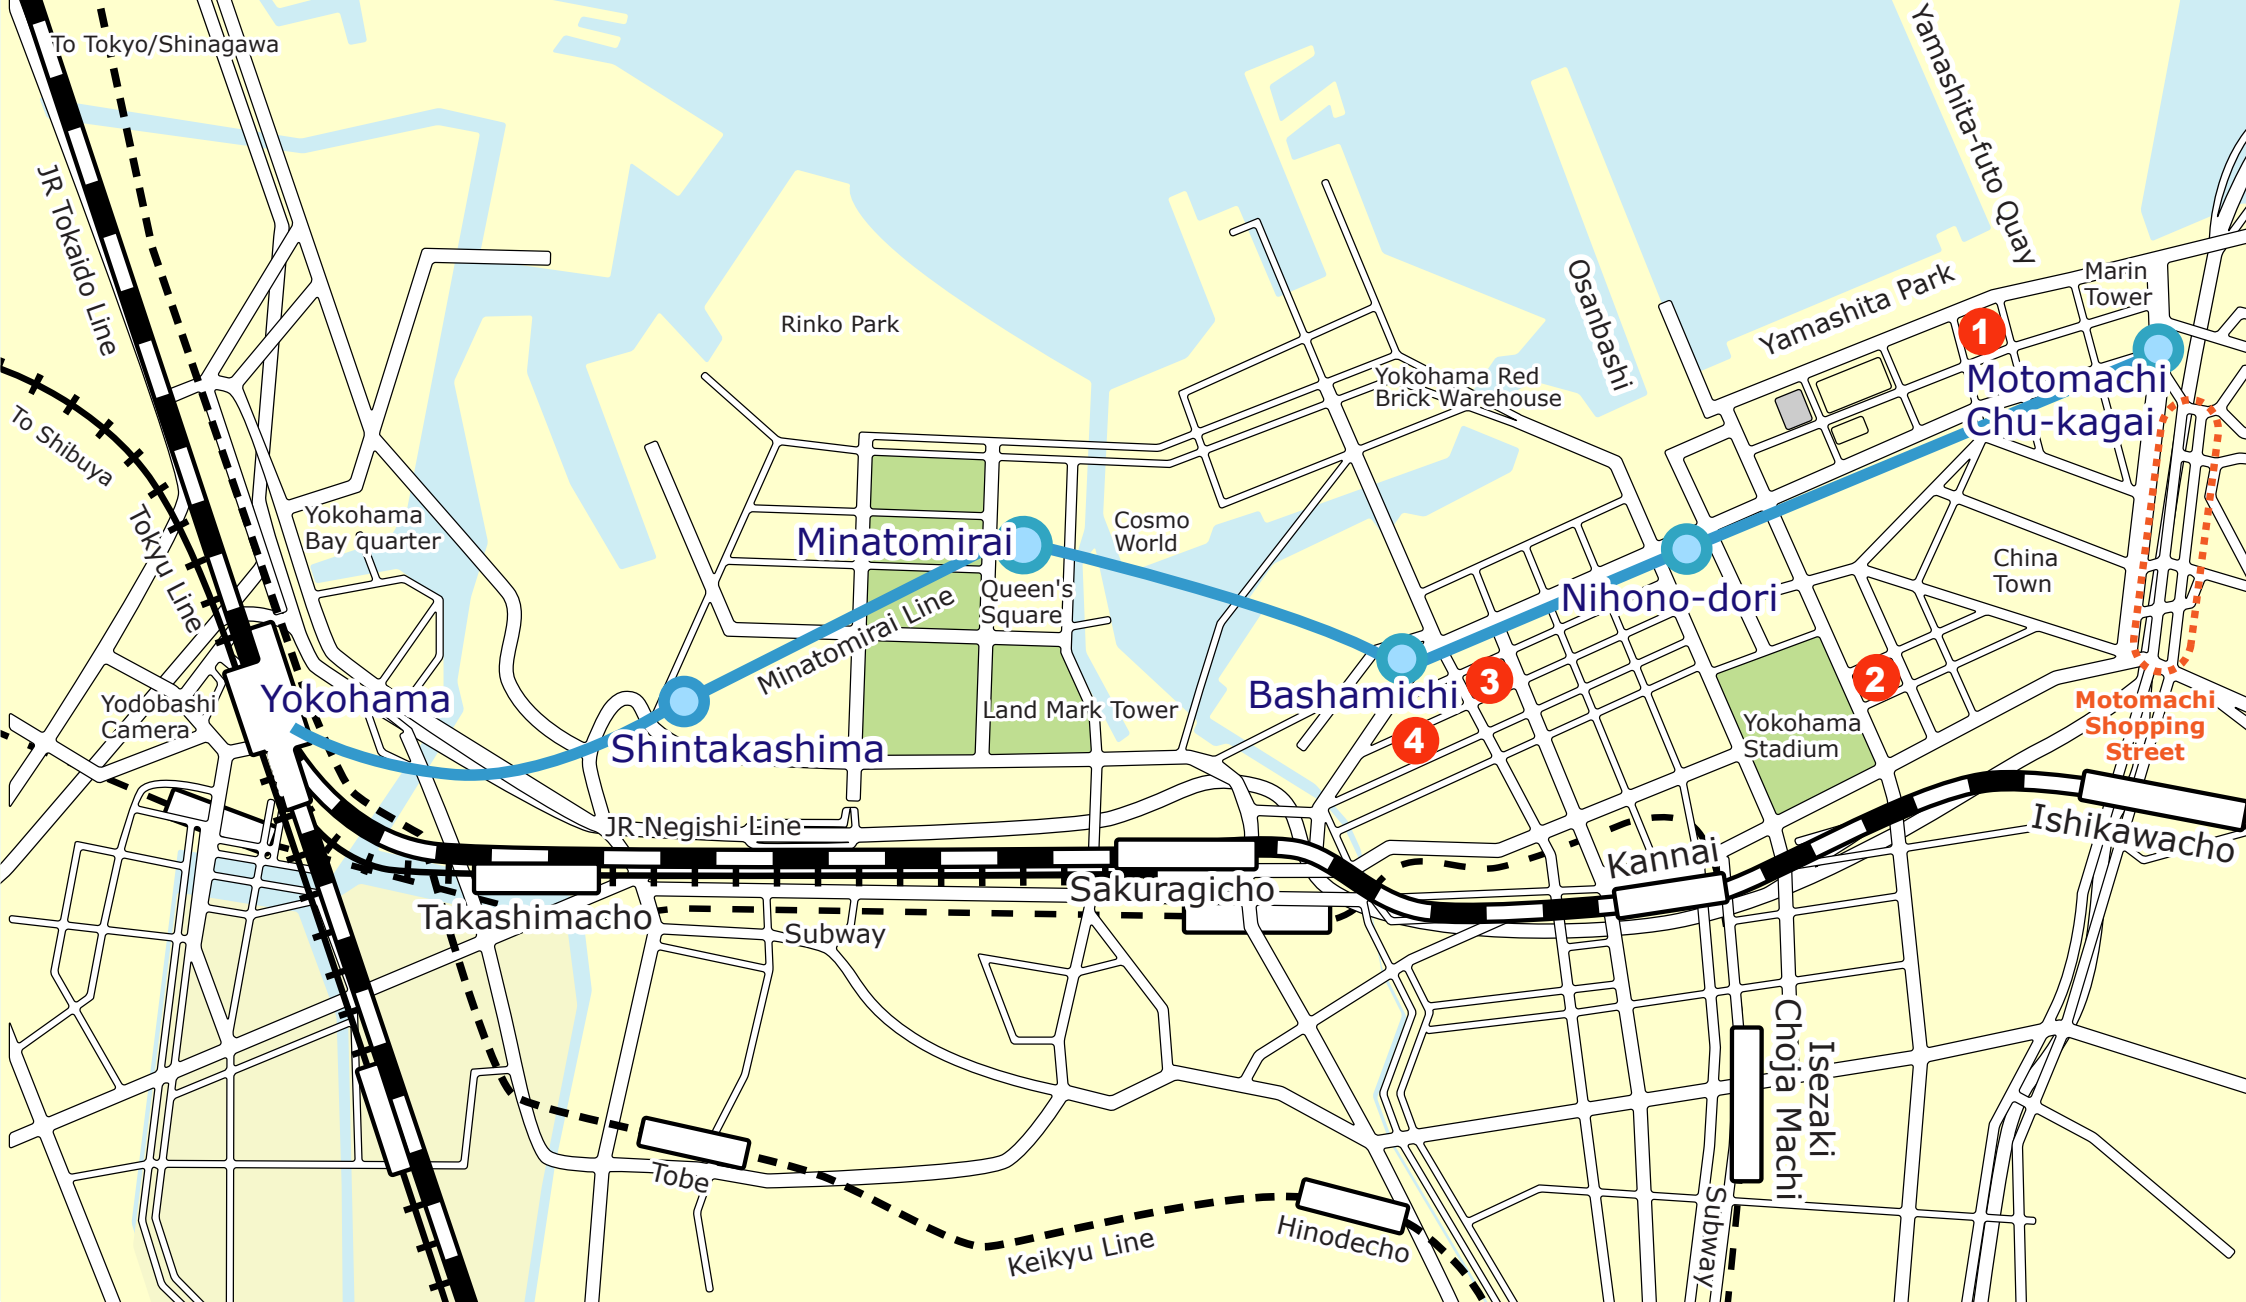 To Tokyo/Shinagawa
JR Tokaido Line
To Shibuya
Tokyu Line
Yamashita-futo Quay
Osanbashi
Yamashita Park
Marin
Tower
1
Motomachi
Chu-kagai
Rinko Park
Yokohama Red
Brick Warehouse
Yokohama
Bay quarter
Minatomirai
Cosmo
World
Queen's
Square
Minatomirai Line
Nihono-dori
China
Town
Yodobashi
Camera
Yokohama
Shintakashima
Land Mark Tower
Bashamichi
3
4
2
Yokohama
Stadium
Motomachi
Shopping
Street
JR Negishi Line
Takashimacho
Subway
Sakuragicho
Kannai
Ishikawacho
Isezaki
Choja Machi
Subway
Tobe
Keikyu Line
Hinodecho